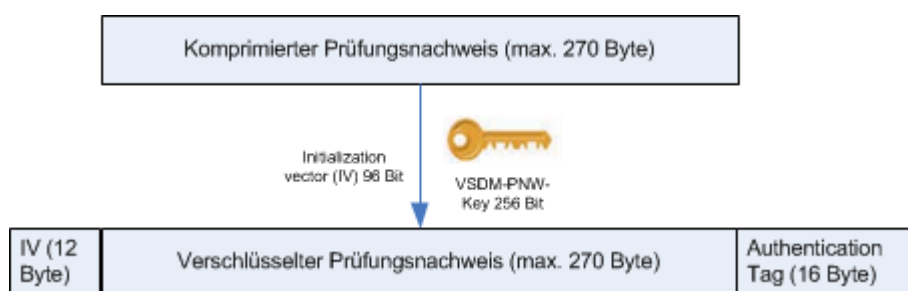 Komprimierter Prüfungsnachweis (max. 270 Byte)
Initialization
vector (IV) 96 Bit
VSDM-PNW-
Key 256 Bit
IV (12
Byte)
Verschlüsselter Prüfungsnachweis (max. 270 Byte)
Authentication
Tag (16 Byte)